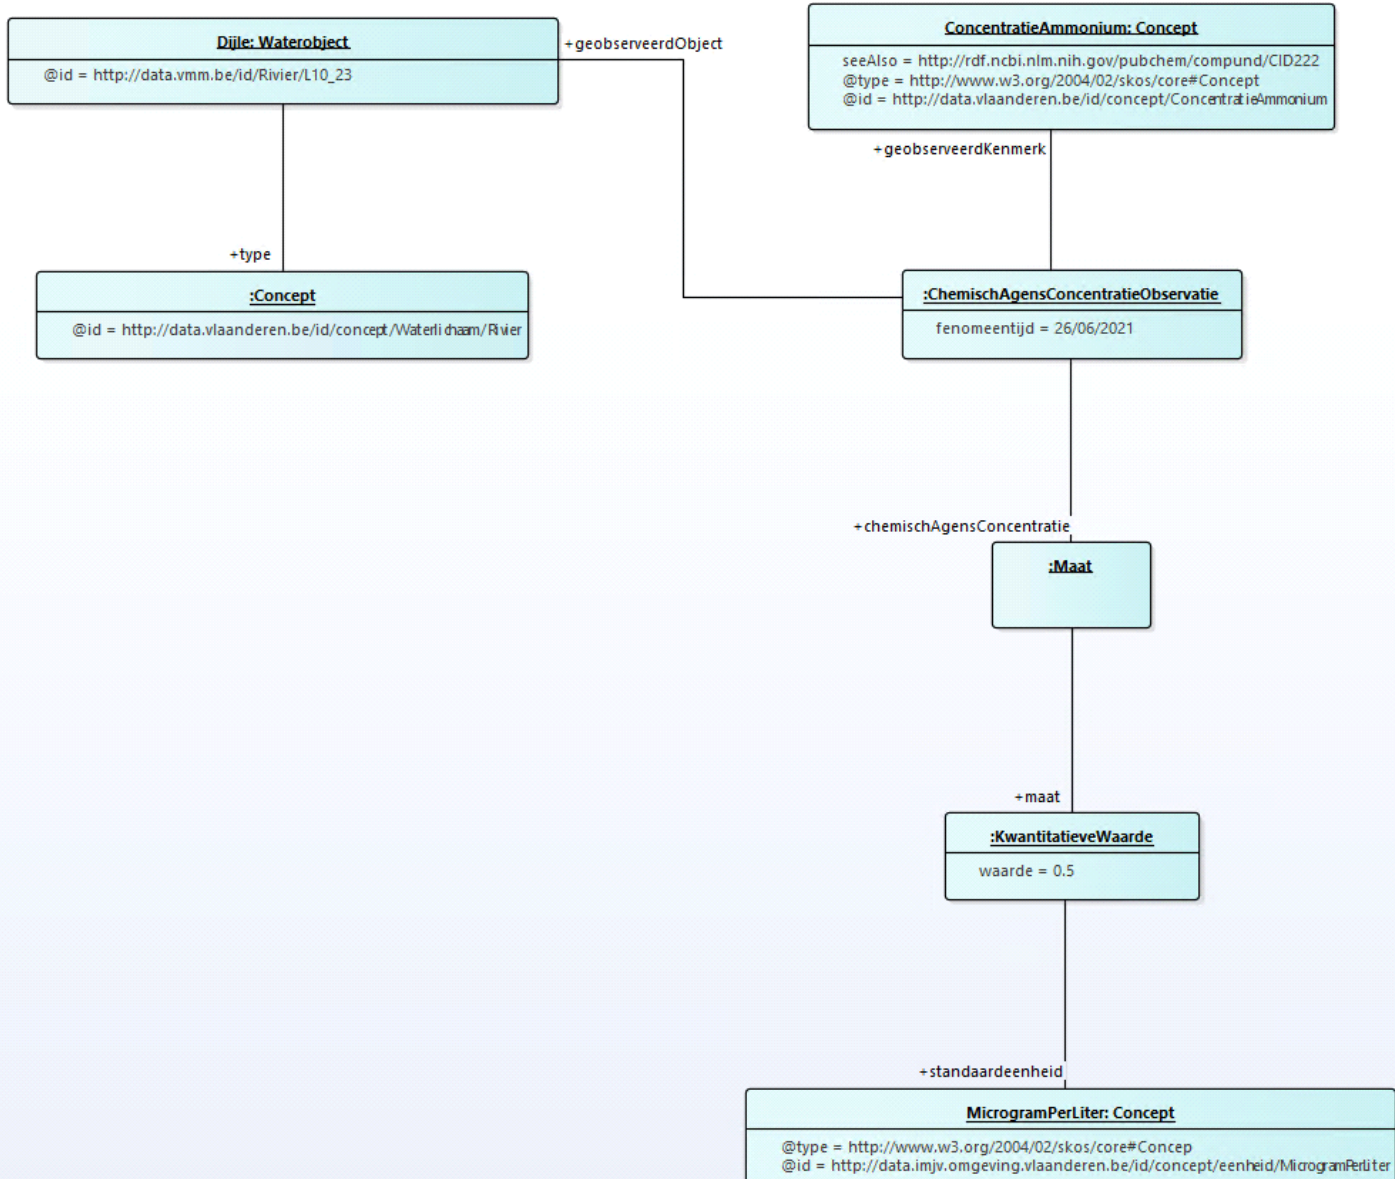 Dijle: Waterobject
@id = http://data.vmm.be/id/Rivier/L10_23
+geobserveerdObject
ConcentratieAmmonium: Concept
seeAlso = http://rdf.ncbi.nlm.nih.gov/pubchem/compund/CID222
@type = http://www.w3.org/2004/02/skos/core#Concept
@id = http://data.vlaanderen.be/id/concept/ConcentratieAmmonium
+geobserveerdKenmerk
+type
:Concept
@id = http://data.vlaanderen.be/id/concept/Waterlichaam/Rivier
:ChemischAgensConcentratieObservatie
fenomeentijd = 26/06/2021
+chemischAgensConcentratie
:Maat
+maat
:KwantitatieveWaarde
waarde = 0.5
+standaardeenheid
MicrogramPerLiter: Concept
@type = http://www.w3.org/2004/02/skos/core#Concep
@id = http://data.imjv.omgeving.vlaanderen.be/id/concept/eenheid/MicrogramPerLiter